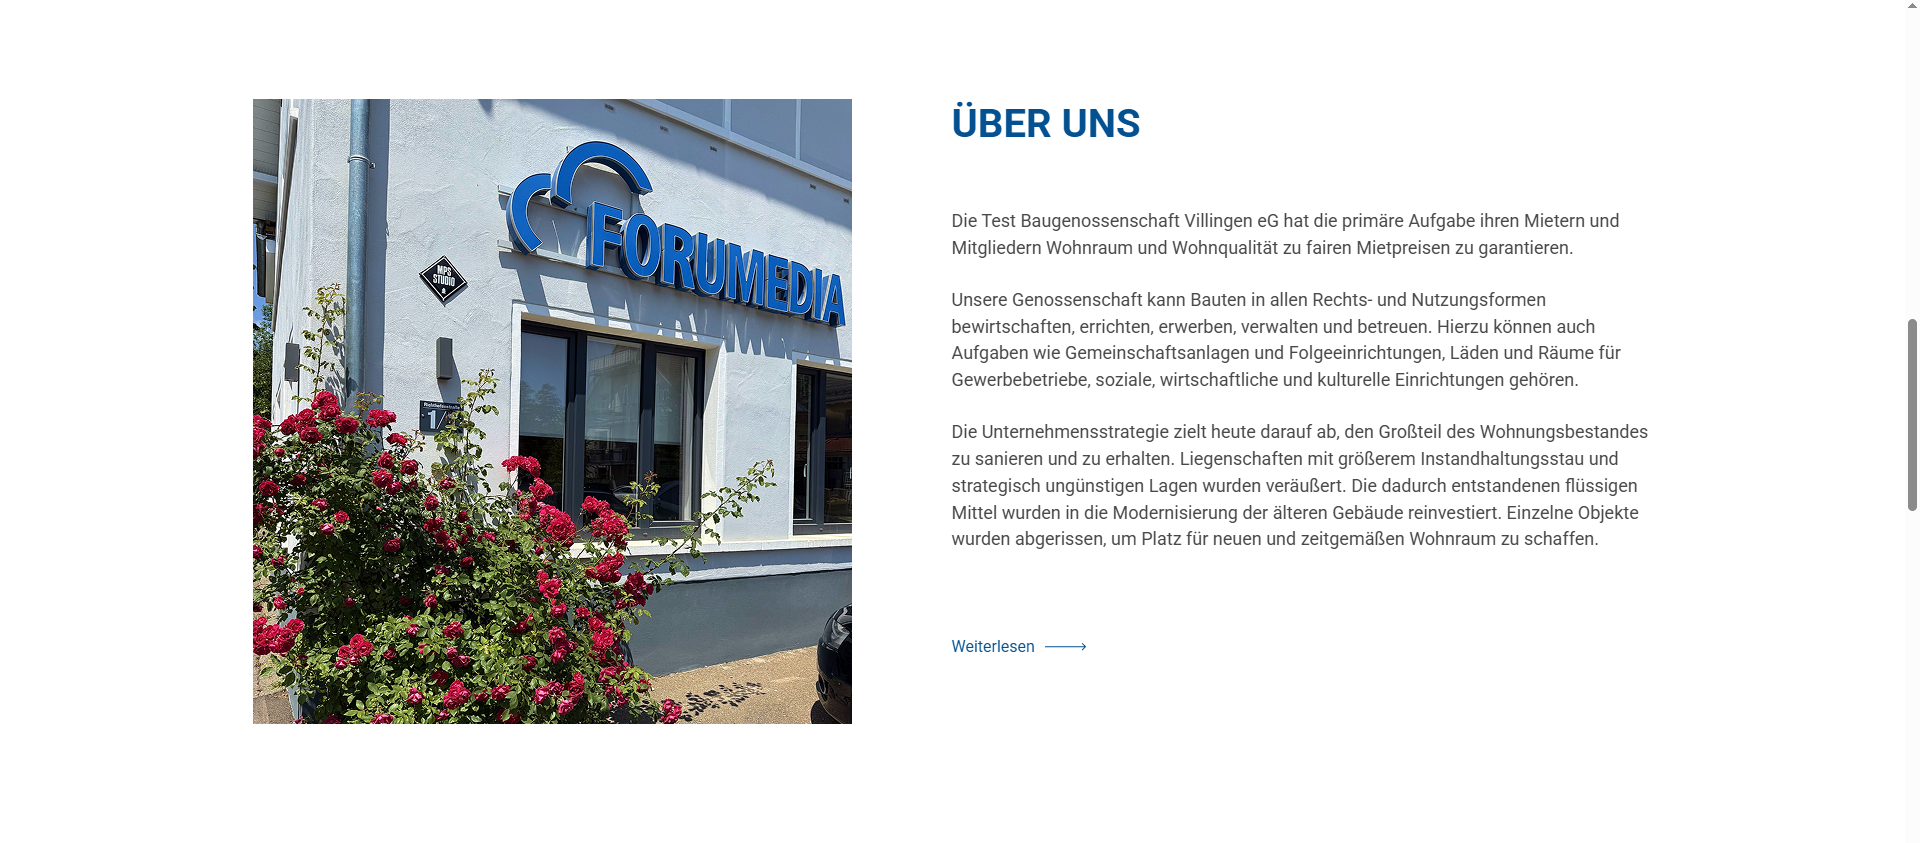 FORUMEDIA
MPS
STUDIO
1/
ÜBER UNS
Die Test Baugenossenschaft Villingen eG hat die primäre Aufgabe ihren Mietern und
Mitgliedern Wohnraum und Wohnqualität zu fairen Mietpreisen zu garantieren.
Unsere Genossenschaft kann Bauten in allen Rechts- und Nutzungsformen
bewirtschaften, errichten, erwerben, verwalten und betreuen. Hierzu können auch
Aufgaben wie Gemeinschaftsanlagen und Folgeeinrichtungen, Läden und Räume für
Gewerbebetriebe, soziale, wirtschaftliche und kulturelle Einrichtungen gehören.
Die Unternehmensstrategie zielt heute darauf ab, den Großteil des Wohnungsbestandes
zu sanieren und zu erhalten. Liegenschaften mit größerem Instandhaltungsstau und
strategisch ungünstigen Lagen wurden veräußert. Die dadurch entstandenen flüssigen
Mittel wurden in die Modernisierung der älteren Gebäude reinvestiert. Einzelne Objekte
wurden abgerissen, um Platz für neuen und zeitgemäßen Wohnraum zu schaffen.
Weiterlesen